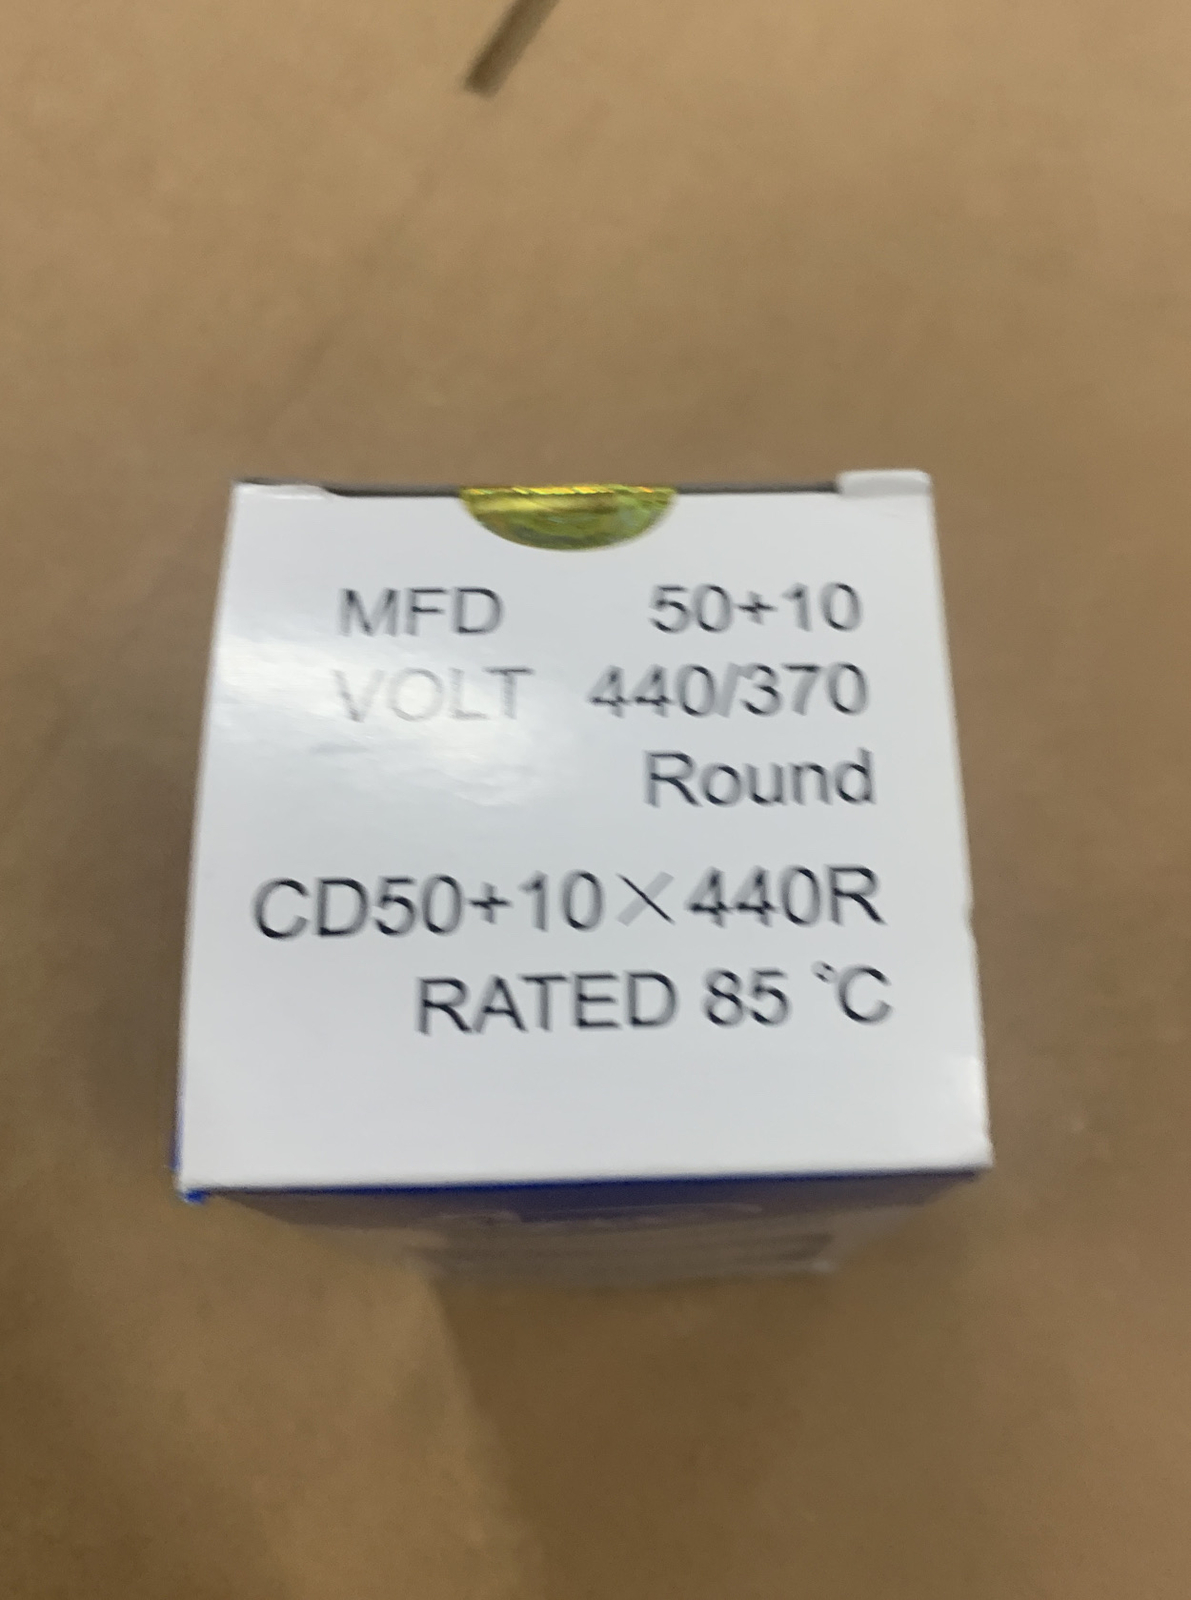 MFD 50+10
VOLT 440/370
Round
CD50+10×440R
RATED 85 °C